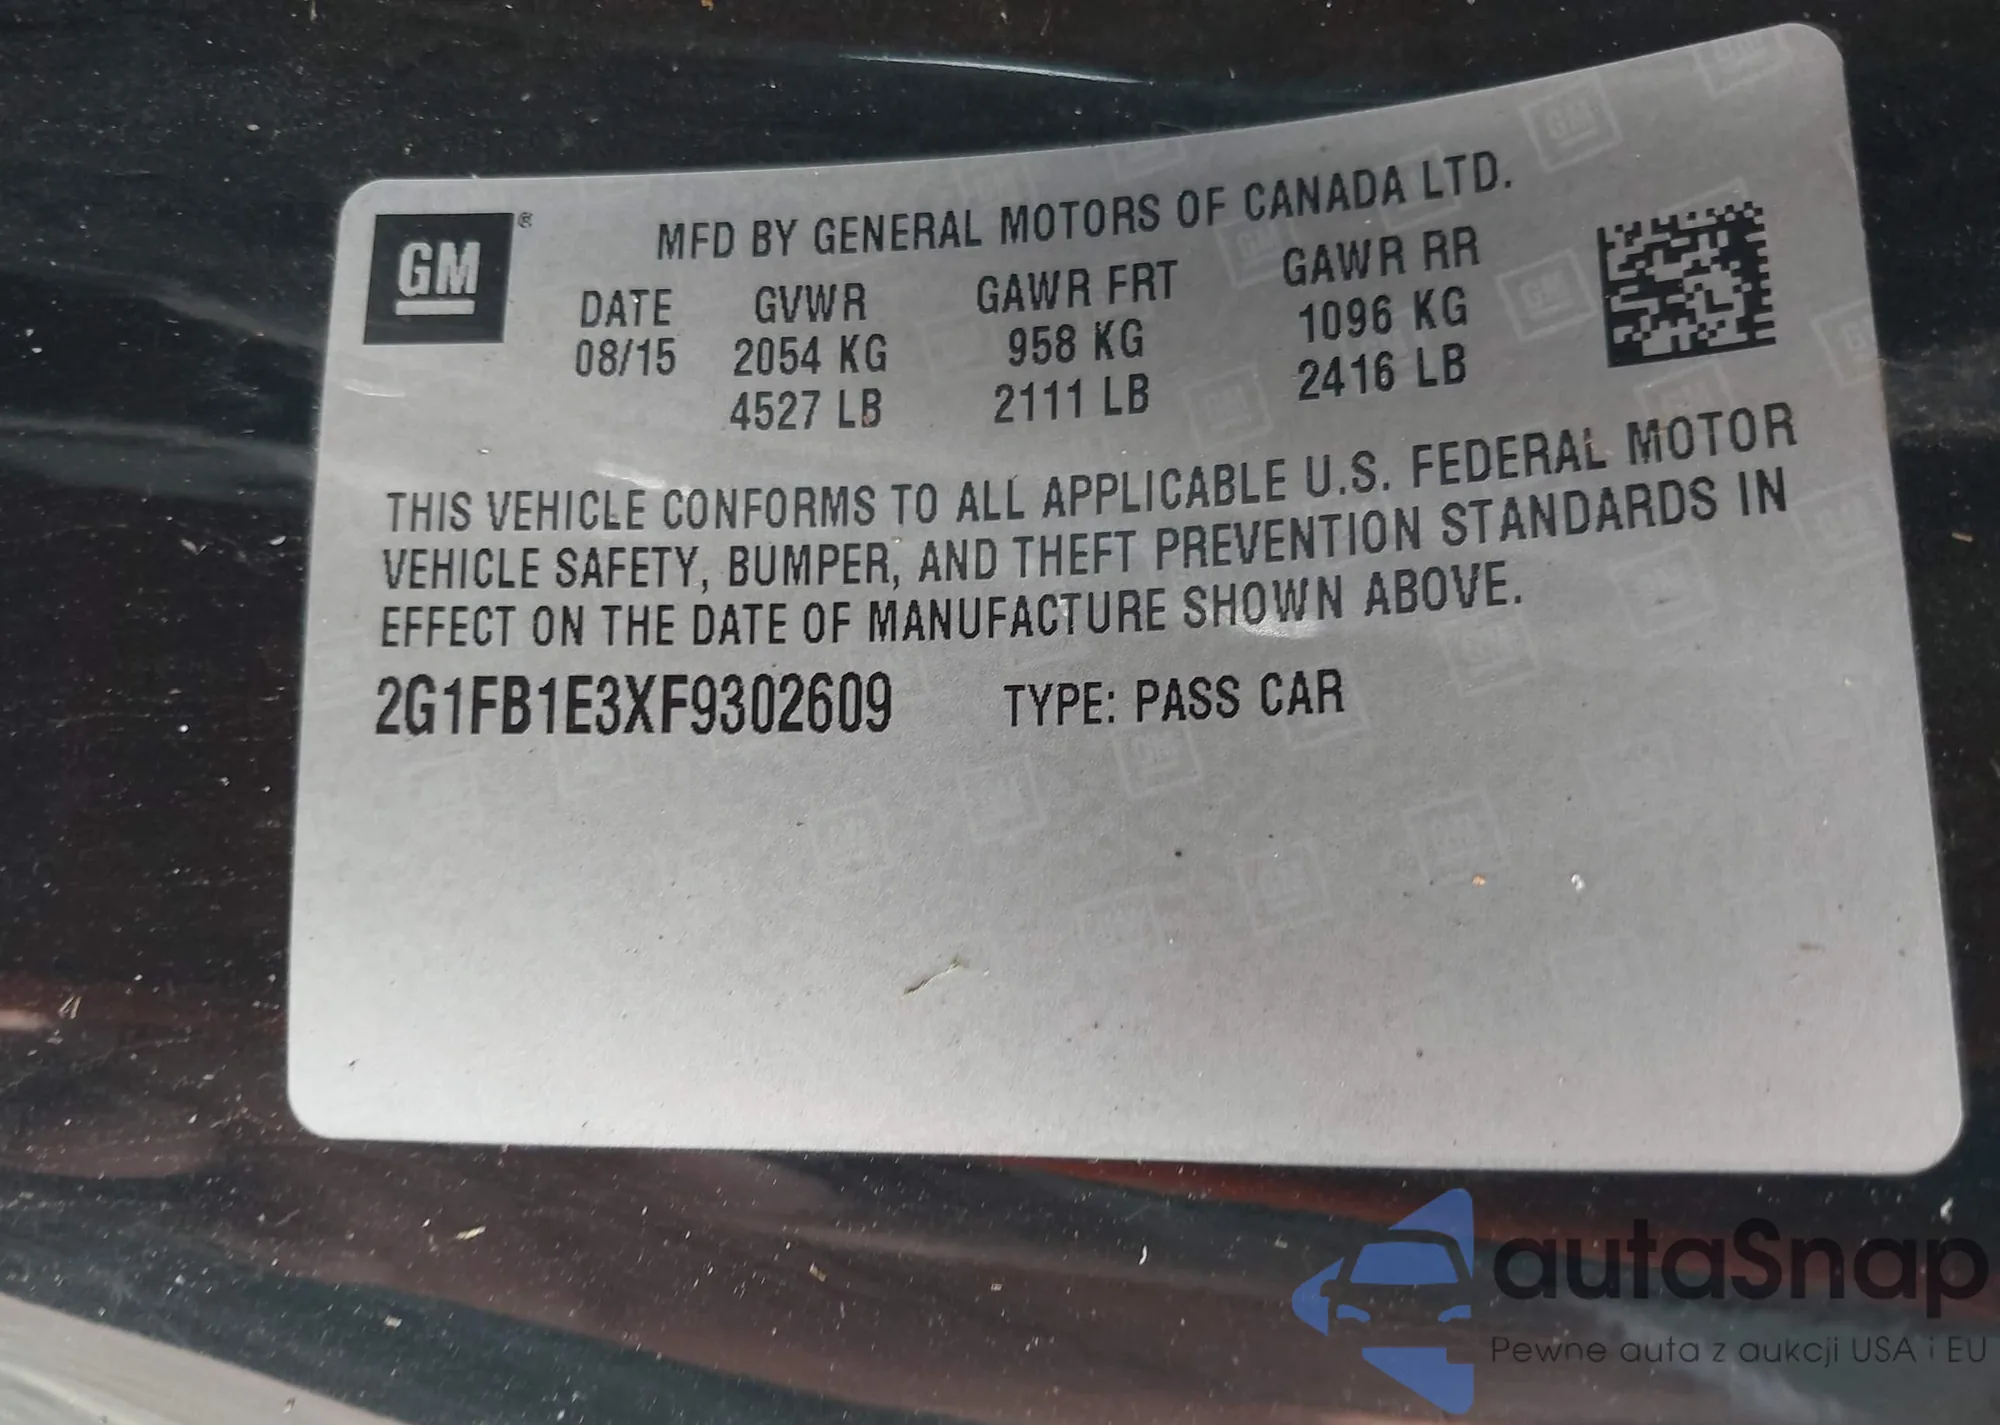 GM®
MFD BY GENERAL MOTORS OF CANADA LTD.
DATE GVWR GAWR FRT GAWR RR
08/15 2054 KG 958 KG 1096 KG
4527 LB 2111 LB 2416 LB
THIS VEHICLE CONFORMS TO ALL APPLICABLE U.S. FEDERAL MOTOR
VEHICLE SAFETY, BUMPER, AND THEFT PREVENTION STANDARDS IN
EFFECT ON THE DATE OF MANUFACTURE SHOWN ABOVE.
2G1FB1E3XF9302609 TYPE: PASS CAR
autaSnap
Pewne auta z aukcji USA i EU